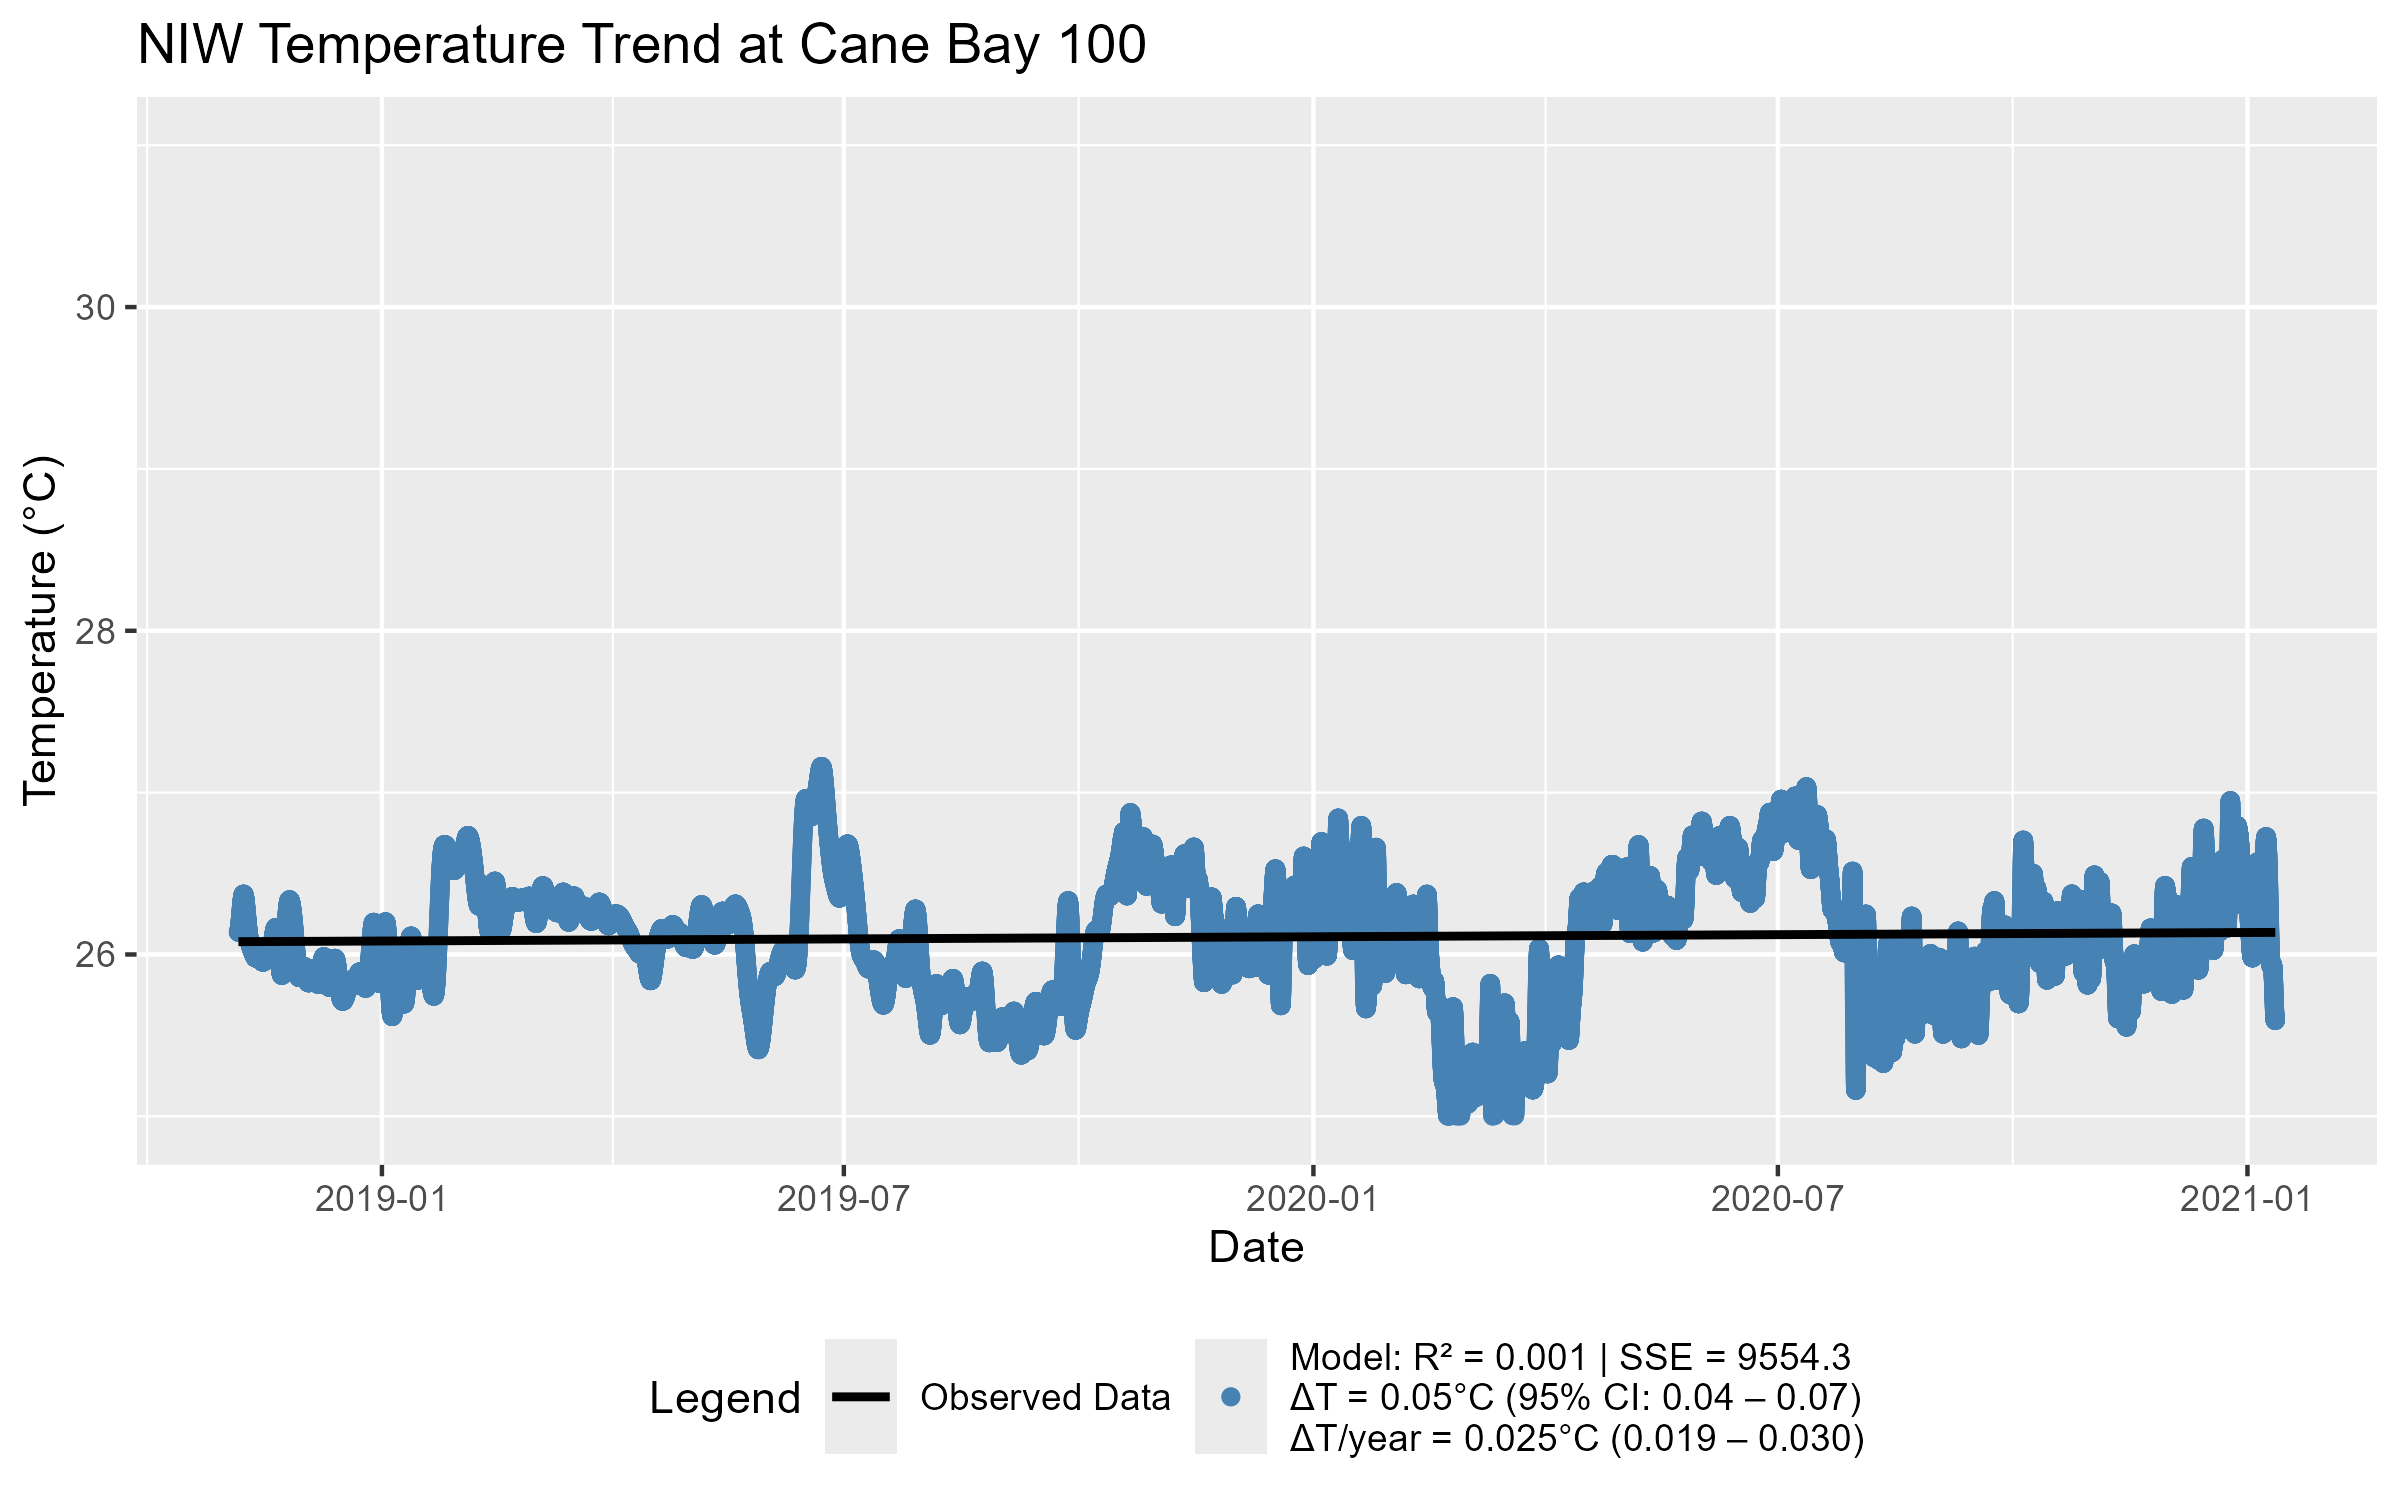 NIW Temperature Trend at Cane Bay 100
Temperature (°C)
30
28
26
2019-01
2019-07
2020-01
2020-07
2021-01
Date
Legend
Observed Data
Model: R² = 0.001 | SSE = 9554.3
ΔT = 0.05°C (95% CI: 0.04 – 0.07)
ΔT/year = 0.025°C (0.019 – 0.030)